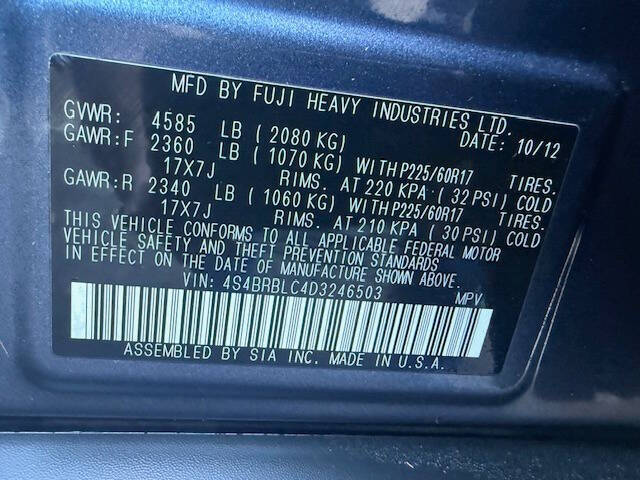 MFD BY FUJI HEAVY INDUSTRIES LTD.
GVWR: 4585 LB (2080 KG) DATE: 10/12
GAWR:F 2360 LB (1070 KG) WITH P225/60R17 TIRES.
17X7J RIMS. AT 220 KPA (32 PSI) COLD
GAWR:R 2340 LB (1060 KG) WITH P225/60R17 TIRES.
17X7J RIMS. AT 210 KPA (30 PSI) COLD
THIS VEHICLE CONFORMS TO ALL APPLICABLE FEDERAL MOTOR
VEHICLE SAFETY AND THEFT PREVENTION STANDARDS
IN EFFECT ON THE DATE OF MANUFACTURE SHOWN ABOVE.
VIN: 4S4BRBLC4D3246503 MPV
ASSEMBLED BY SIA INC. MADE IN U.S.A.